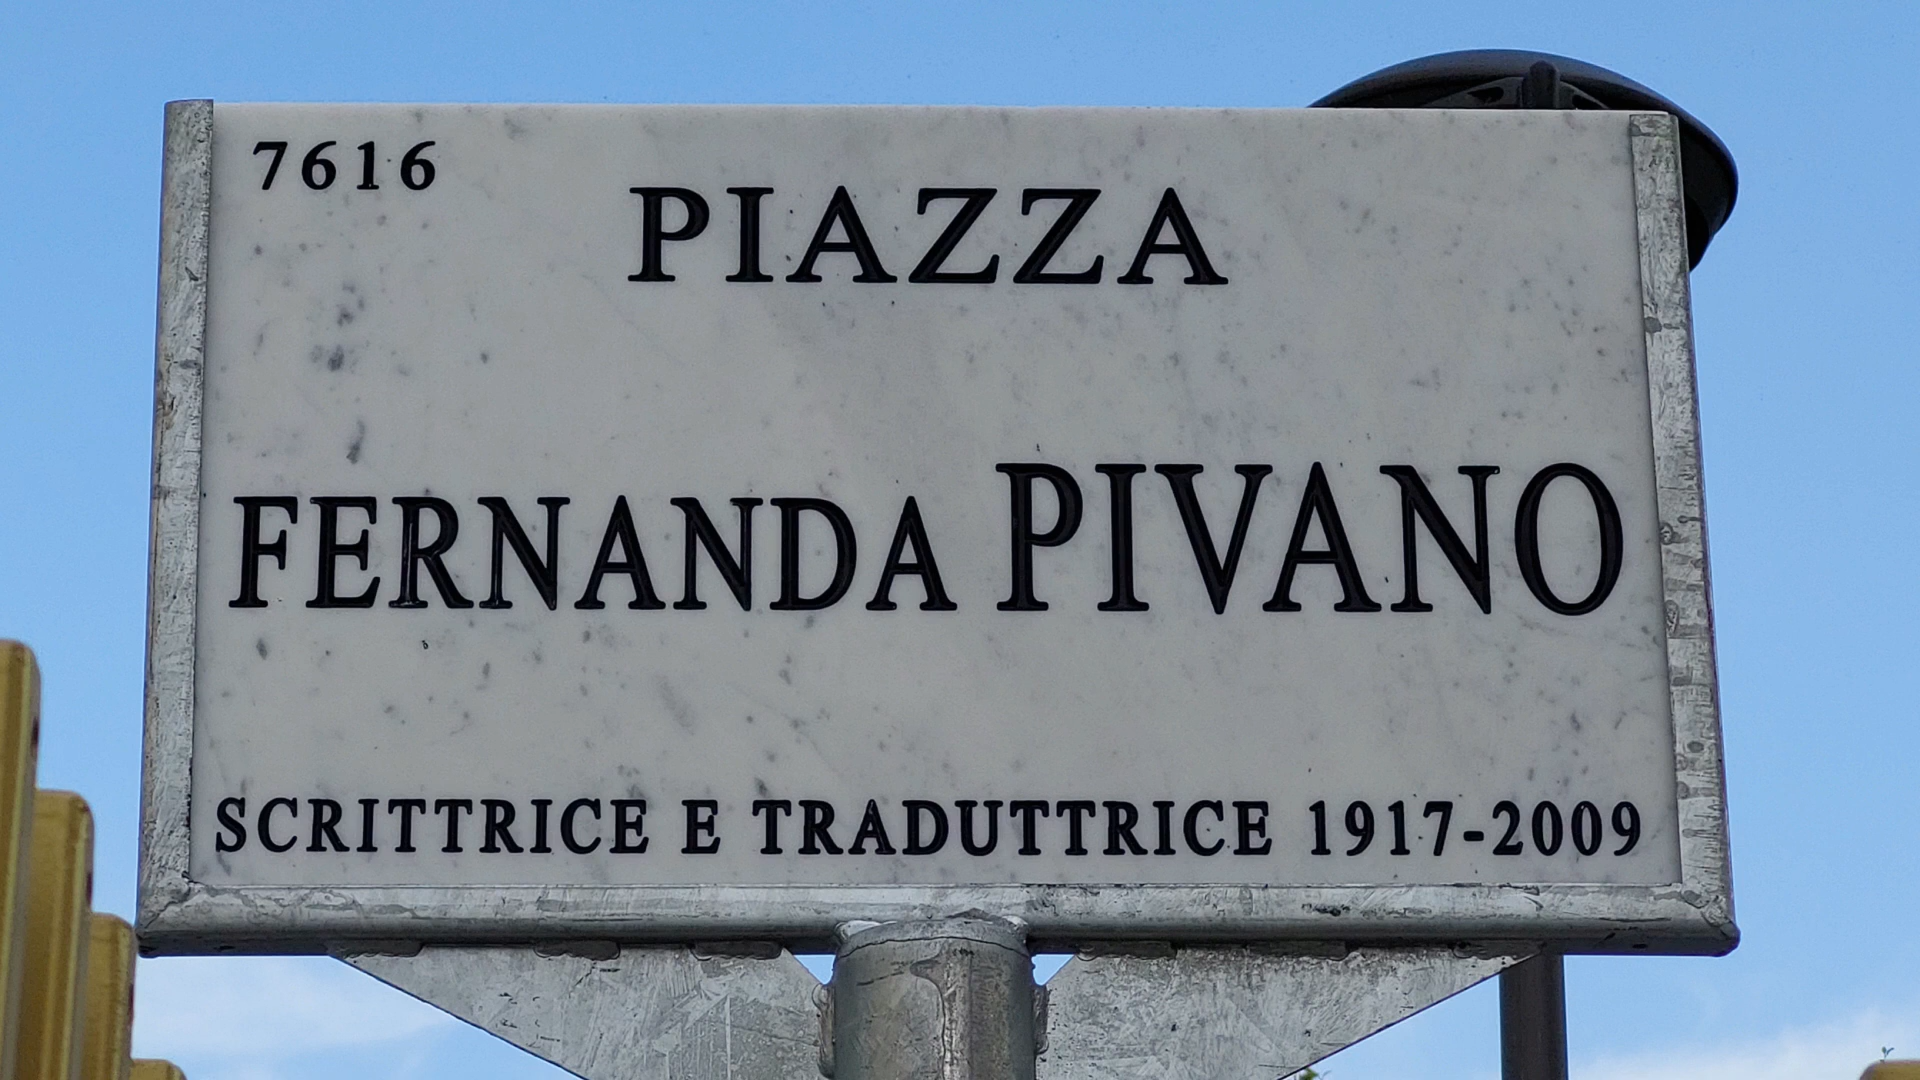 7616
PIAZZA
FERNANDA PIVANO
SCRITTRICE E TRADUTTRICE 1917-2009